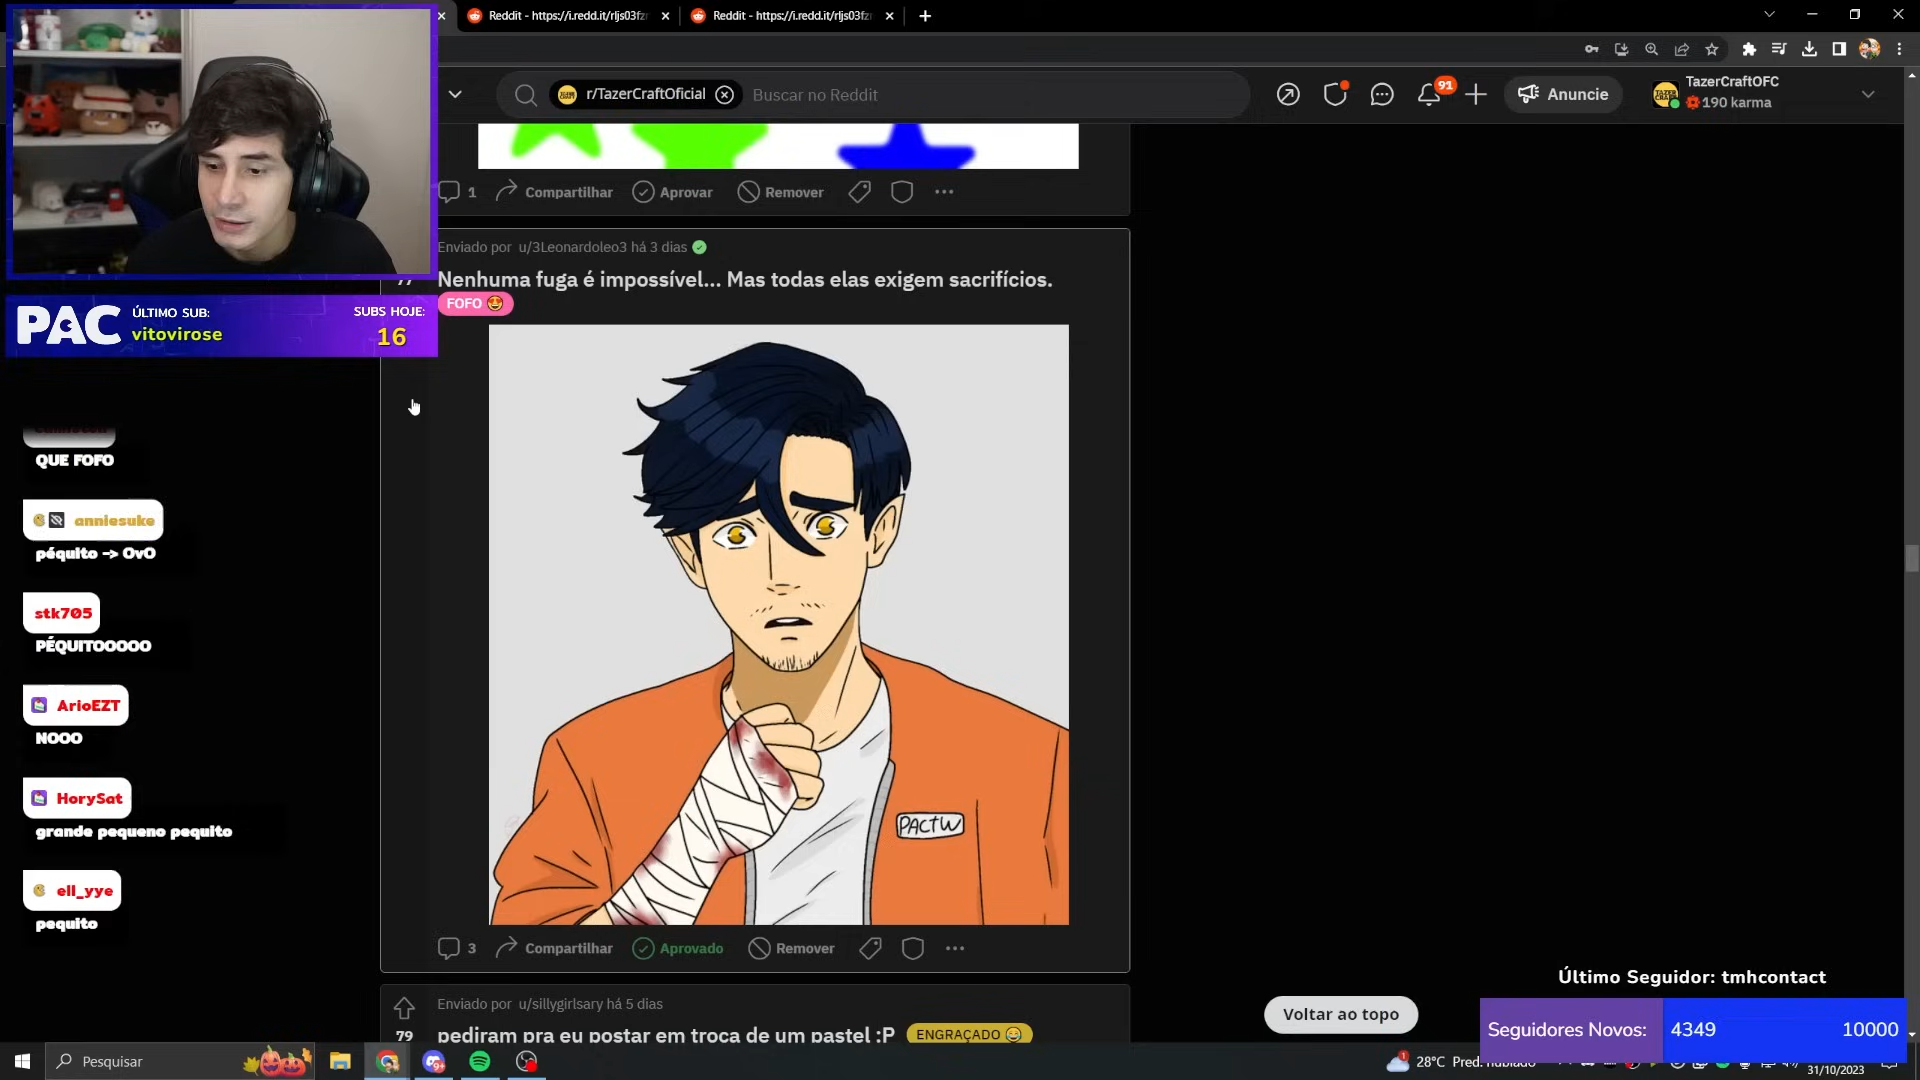 Reddit - https://i.redd.it/rljs03fz
Reddit - https://i.redd.it/rljs03fz
r/TazerCraftOficial
Buscar no Reddit
91
Anuncie
TazerCraftOFC
190 karma
1
Compartilhar
Aprovar
Remover
Enviado por u/3Leonardoleo3 há 3 dias
77
Nenhuma fuga é impossível... Mas todas elas exigem sacrifícios.
FOFO
PAC
ÚLTIMO SUB:
vitovirose
SUBS HOJE:
16
QUE FOFO
anniesuke
péquito -> OvO
stk705
PÉQUITOOOOO
ArioEZT
NOOO
HorySat
grande pequeno pequito
ell_yye
pequito
PACTW
3
Compartilhar
Aprovado
Remover
Enviado por u/sillygirlsary há 5 dias
79
pediram pra eu postar em troca de um pastel :P
ENGRAÇADO
Voltar ao topo
Último Seguidor: tmhcontact
Seguidores Novos:
4349
10000
Pesquisar
9+
1
28°C
31/10/2023